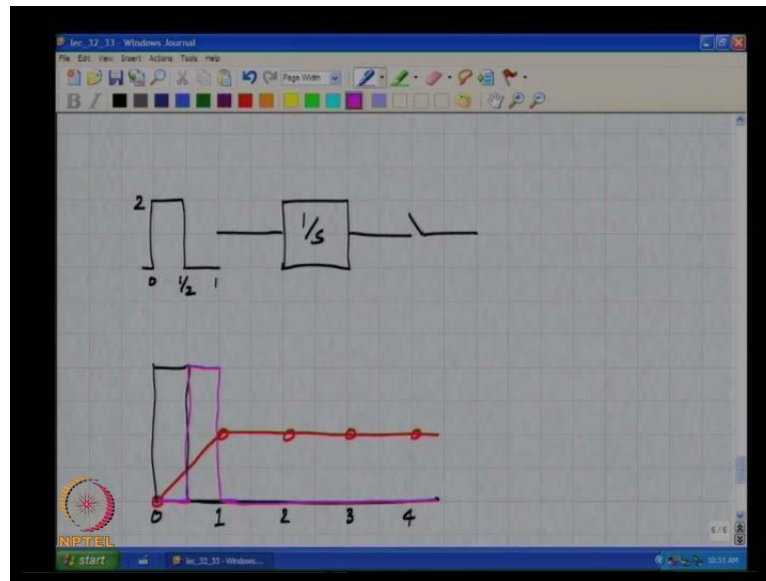 lec_32_33 - Windows Journal
File Edit View Insert Actions Tools Help
Page Width
B I
2
1/s
0 1/2 1
0 1 2 3 4
6/6
NPTEL
start
lec_32_33 - Windows...
10:51 AM